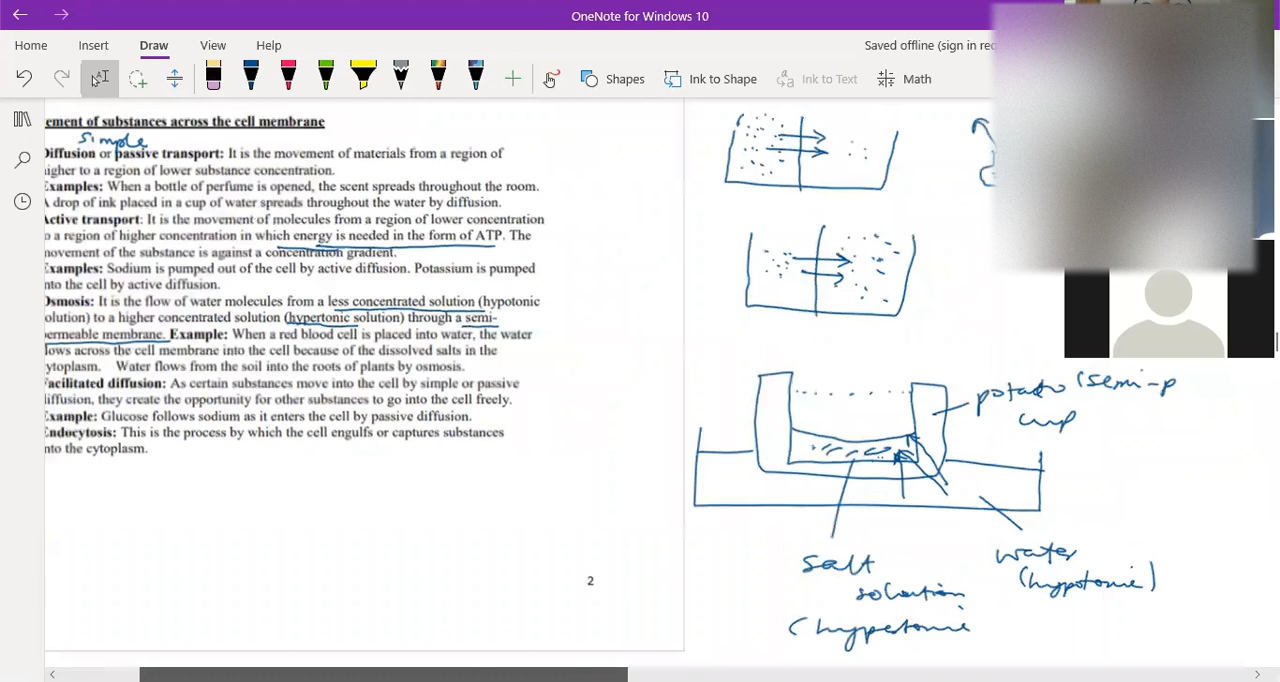 OneNote for Windows 10
Home Insert Draw View Help
Saved offline (sign in req
Shapes Ink to Shape Ink to Text Math
ement of substances across the cell membrane
simple
Diffusion or passive transport: It is the movement of materials from a region of
igher to a region of lower substance concentration.
Examples: When a bottle of perfume is opened, the scent spreads throughout the room.
A drop of ink placed in a cup of water spreads throughout the water by diffusion.
Active transport: It is the movement of molecules from a region of lower concentration
o a region of higher concentration in which energy is needed in the form of ATP. The
movement of the substance is against a concentration gradient.
Examples: Sodium is pumped out of the cell by active diffusion. Potassium is pumped
nto the cell by active diffusion.
Osmosis: It is the flow of water molecules from a less concentrated solution (hypotonic
olution) to a higher concentrated solution (hypertonic solution) through a semi-
permeable membrane. Example: When a red blood cell is placed into water, the water
lows across the cell membrane into the cell because of the dissolved salts in the
ytoplasm. Water flows from the soil into the roots of plants by osmosis.
Facilitated diffusion: As certain substances move into the cell by simple or passive
diffusion, they create the opportunity for other substances to go into the cell freely.
Example: Glucose follows sodium as it enters the cell by passive diffusion.
Endocytosis: This is the process by which the cell engulfs or captures substances
nto the cytoplasm.
2
potato (semi-p
cup
salt
solution
water
(hypotonic)